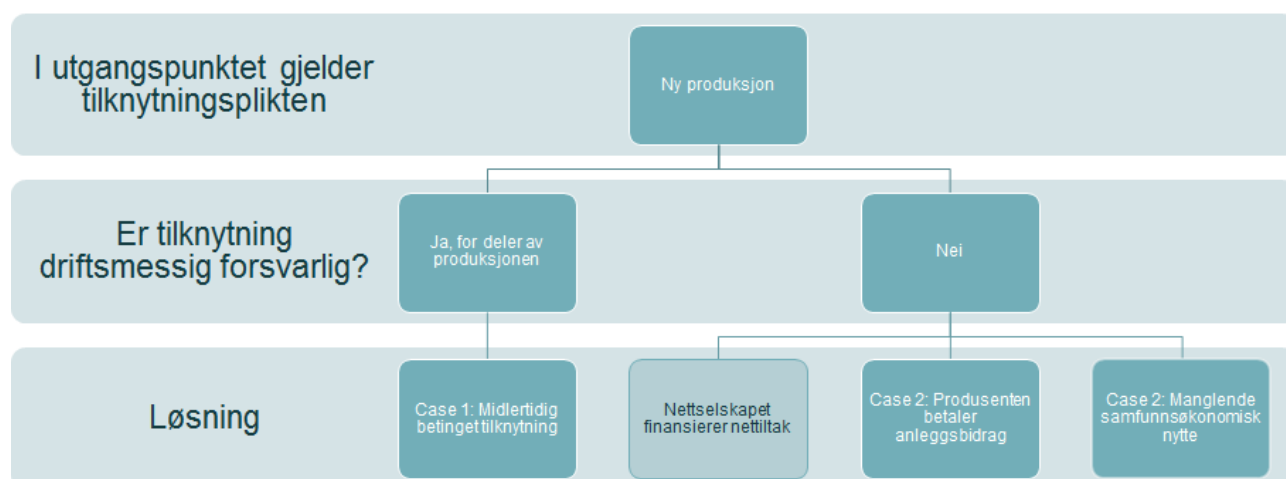 I utgangspunktet gjelder
tilknytningsplikten
Ny produksjon
Er tilknytning
driftsmessig forsvarlig?
Ja, for deler av
produksjonen
Nei
Løsning
Case 1: Midlertidig
betinget tilknytning
Nettselskapet
finansierer nettiltak
Case 2: Produsenten
betaler
anleggsbidrag
Case 2: Manglende
samfunnsøkonomisk
nytte